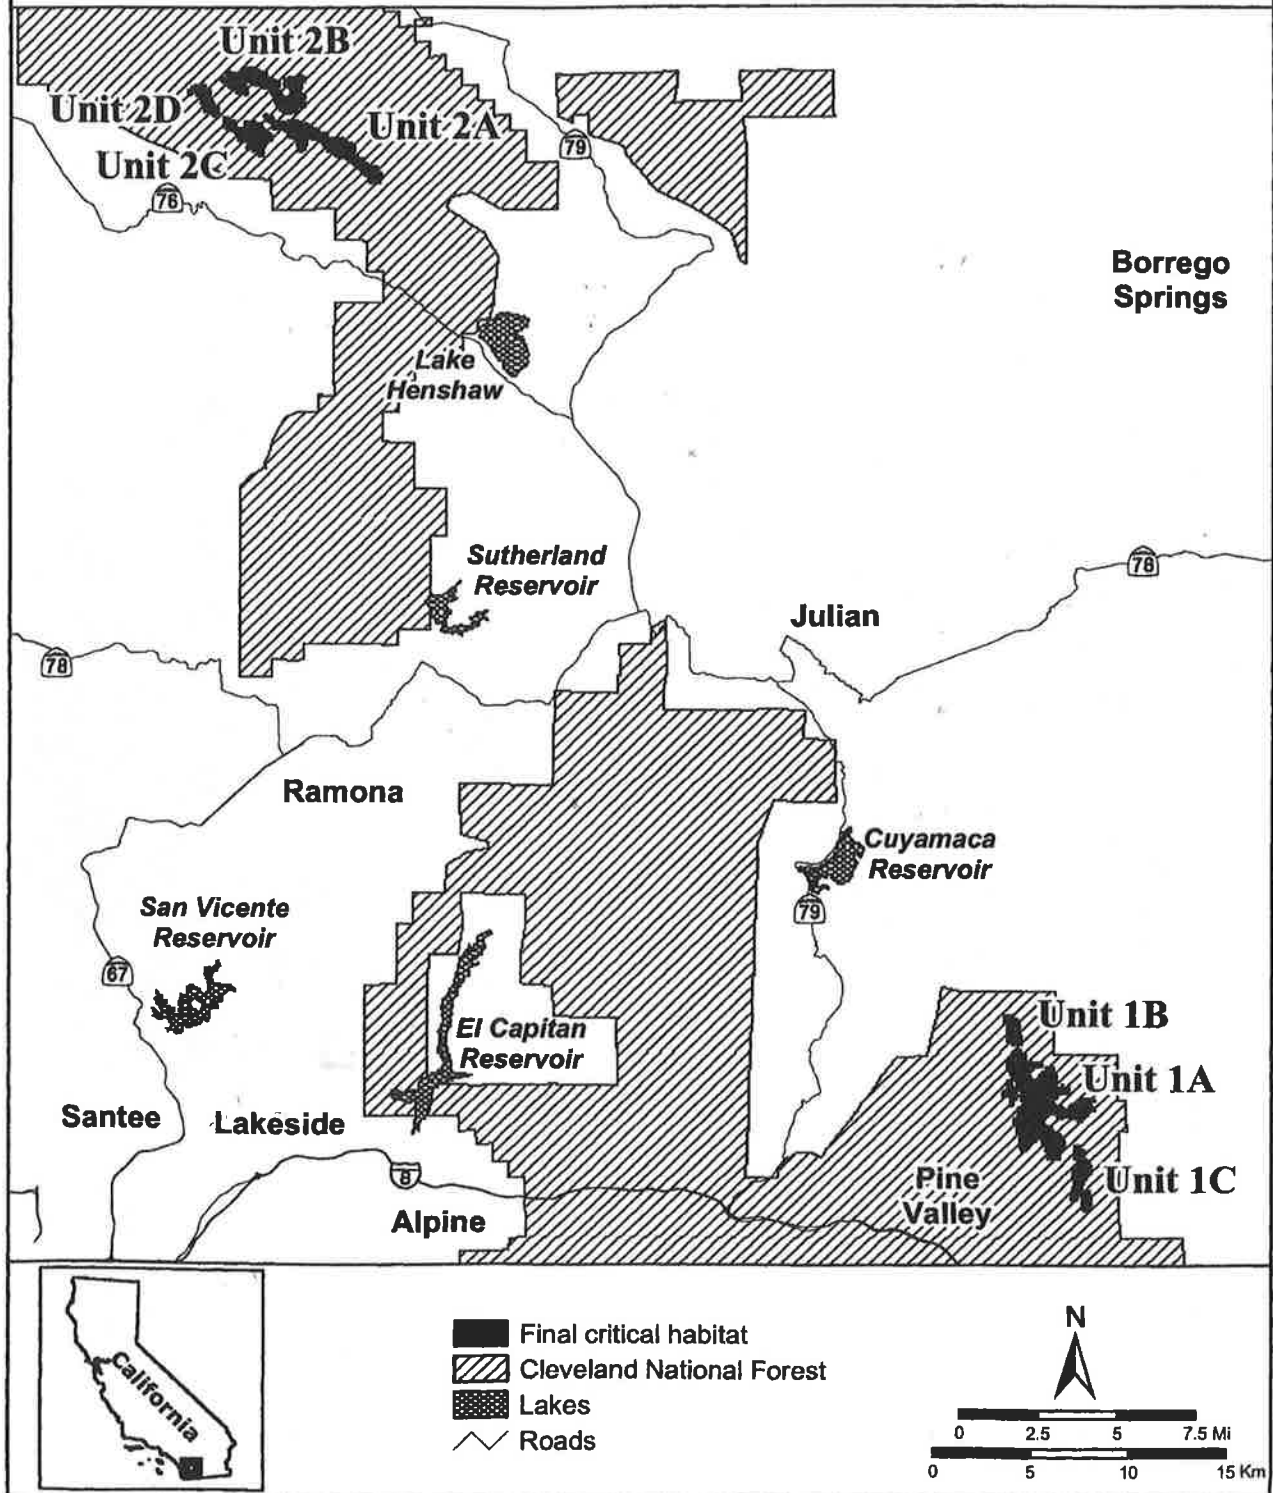 Unit 2B
Unit 2D
Unit 2A
Unit 2C
79
76
Borrego
Springs
Lake
Henshaw
Sutherland
Reservoir
78
Julian
78
Ramona
Cuyamaca
Reservoir
79
San Vicente
Reservoir
67
El Capitan
Reservoir
Unit 1B
Unit 1A
Santee
Lakeside
Unit 1C
Pine
Valley
8
Alpine
California
Final critical habitat
Cleveland National Forest
Lakes
Roads
N
0 2.5 5 7.5 Mi
0 5 10 15 Km